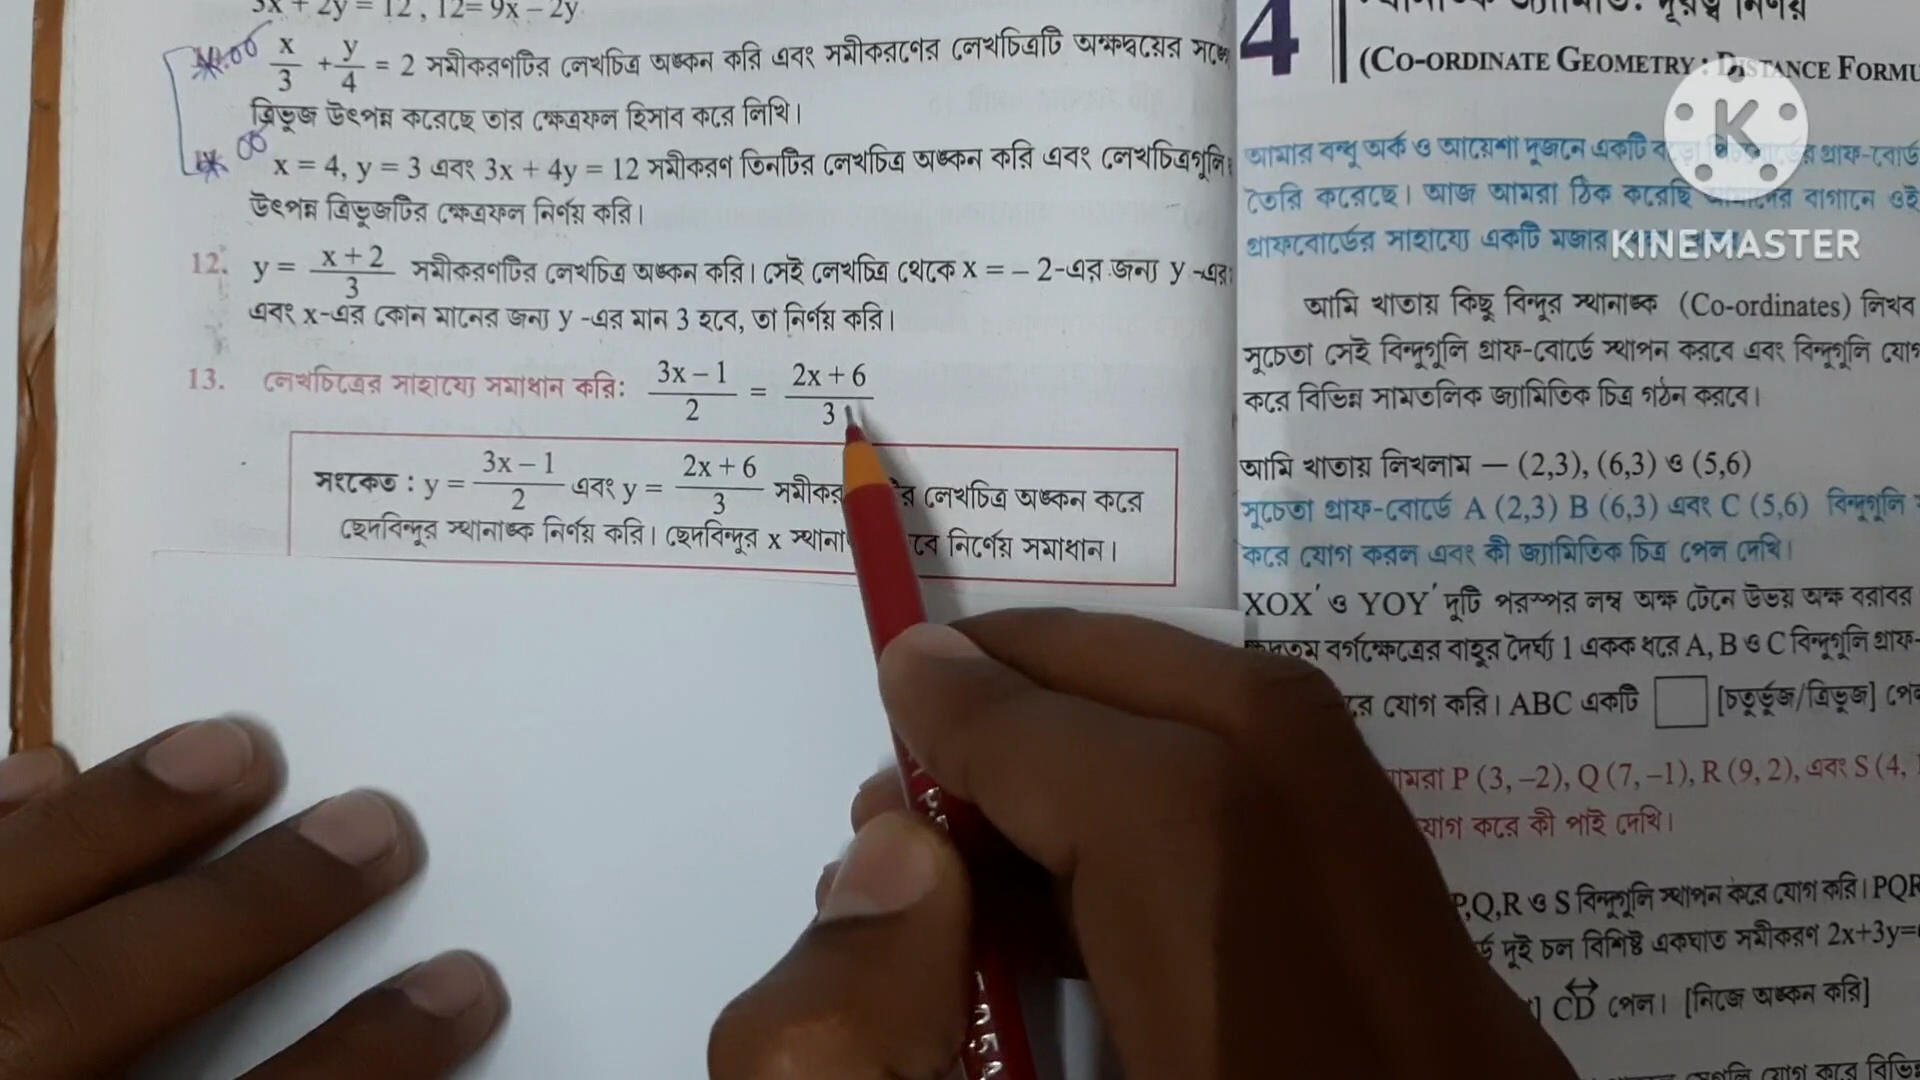 3x + 2y = 12 , 12= 9x – 2y
x/3 + y/4 = 2 সমীকরণটির লেখচিত্র অঙ্কন করি এবং সমীকরণের লেখচিত্রটি অক্ষদ্বয়ের সঙ্গে
ত্রিভূজ উৎপন্ন করেছে তার ক্ষেত্রফল হিসাব করে লিখি।
x = 4, y = 3 এবং 3x + 4y = 12 সমীকরণ তিনটির লেখচিত্র অঙ্কন করি এবং লেখচিত্রগুলি
উৎপন্ন ত্রিভূজটির ক্ষেত্রফল নির্ণয় করি।
12. y = (x + 2)/3 সমীকরণটির লেখচিত্র অঙ্কন করি। সেই লেখচিত্র থেকে x = – 2-এর জন্য y -এর
এবং x-এর কোন মানের জন্য y -এর মান 3 হবে, তা নির্ণয় করি।
13. লেখচিত্রের সাহায্যে সমাধান করি: (3x – 1)/2 = (2x + 6)/3
সংকেত : y = (3x – 1)/2 এবং y = (2x + 6)/3 লেখচিত্র অঙ্কন করে
ছেদবিন্দুর স্থানাঙ্ক নির্ণয় করি। ছেদবিন্দুর x নির্ণেয় সমাধান।
4
স্থানাঙ্ক জ্যামিতি: দূরত্ব নির্ণয়
(CO-ORDINATE GEOMETRY : DISTANCE
K
KINEMASTER
আমার বন্ধু অর্ক ও আয়েশা দুজনে একটি গ্রাফ-বোর্ড
তৈরি করেছে। আজ আমরা ঠিক করেছি বাগানে ওই
গ্রাফবোর্ডের সাহায্যে একটি মজার
আমি খাতায় কিছু বিন্দুর স্থানাঙ্ক (Co-ordinates) লিখব
সুচেতা সেই বিন্দুগুলি গ্রাফ-বোর্ডে স্থাপন করবে এবং বিন্দুগুলি যোগ
করে বিভিন্ন সামতলিক জ্যামিতিক চিত্র গঠন করবে।
আমি খাতায় লিখলাম — (2,3), (6,3) ও (5,6)
সুচেতা গ্রাফ-বোর্ডে A (2,3) B (6,3) এবং C (5,6) বিন্দুগুলি
করে যোগ করল এবং কী জ্যামিতিক চিত্র পেল দেখি।
XOX′ ও YOY′ দুটি পরস্পর লম্ব অক্ষ টেনে উভয় অক্ষ বরাবর
ক্ষুদ্রতম বর্গক্ষেত্রের বাহুর দৈর্ঘ্য 1 একক ধরে A, B ও C বিন্দুগুলি গ্রাফ-
যোগ করি। ABC একটি [চতুর্ভূজ/ত্রিভূজ]
P (3, –2), Q (7, –1), R (9, 2), এবং S (4,
করে কী পাই দেখি।
P,Q,R ও S বিন্দুগুলি স্থাপন করে যোগ করি। PQR
দুই চল বিশিষ্ট একঘাত সমীকরণ 2x+3y=
CD পেল। [নিজে অঙ্কন করি]